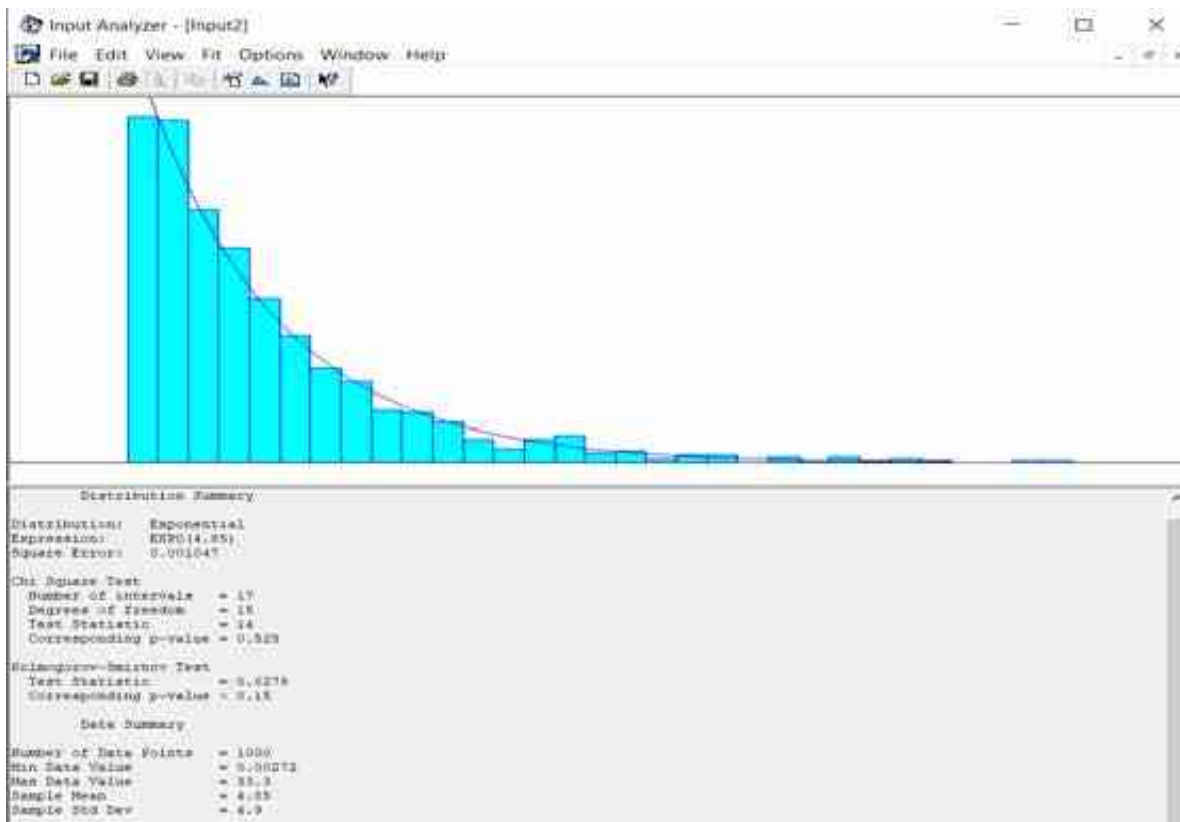 Input Analyzer - [Input2]
File Edit View Fit Options Window Help
Distribution Summary
Distribution: Exponential
Expression: EXPO(4.85)
Square Error: 0.001047
Chi Square Test
Number of intervals = 17
Degrees of freedom = 15
Test Statistic = 14
Corresponding p-value = 0.525
Kolmogorov-Smirnov Test
Test Statistic = 0.0279
Corresponding p-value > 0.15
Data Summary
Number of Data Points = 1000
Min Data Value = 0.00272
Max Data Value = 33.3
Sample Mean = 4.85
Sample Std Dev = 4.9